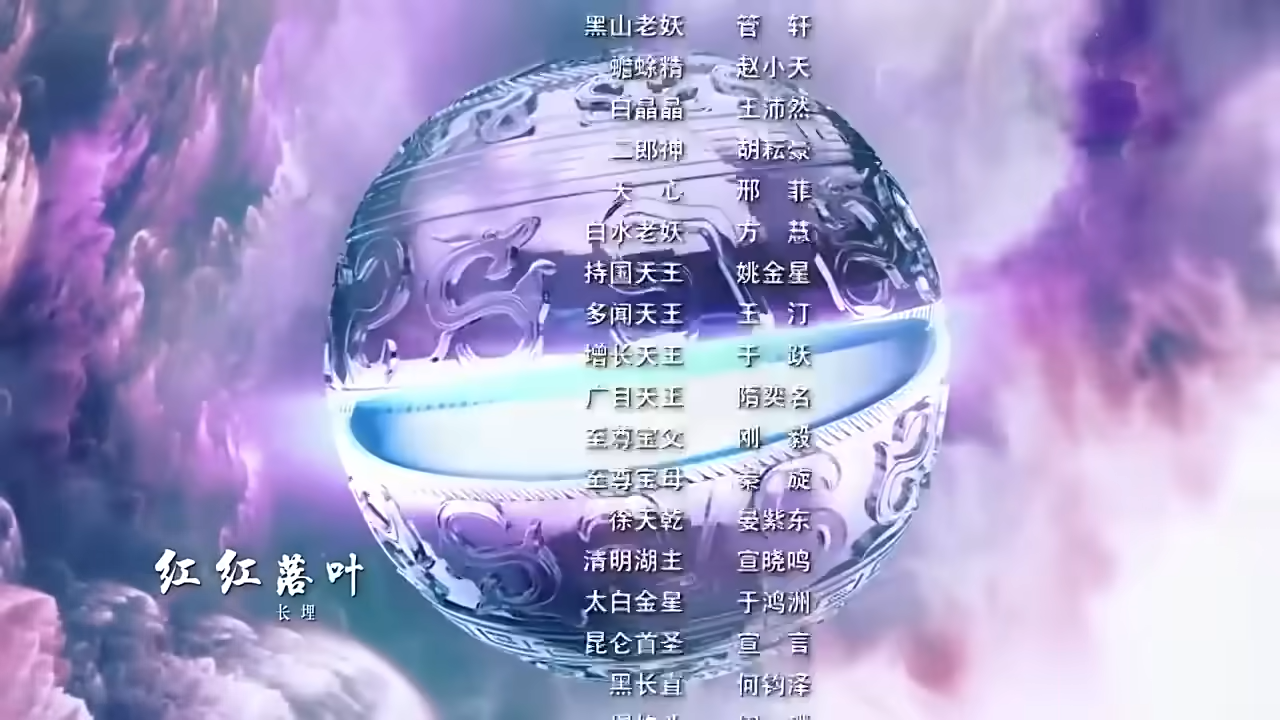 黑山老妖 管 轩
蟾蜍精 赵小天
白晶晶 王沛然
二郎神 胡耘豪
天 心 邢 菲
白水老妖 方 慧
持国天王 姚金星
多闻天王 王 汀
增长天王 于 跃
广目天王 隋奕名
至尊宝父 刚 毅
至尊宝母 秦 旋
徐天乾 晏紫东
清明湖主 宣晓鸣
太白金星 于鸿洲
昆仑首圣 宣 言
黑长直 何钧泽
红红落叶
长埋